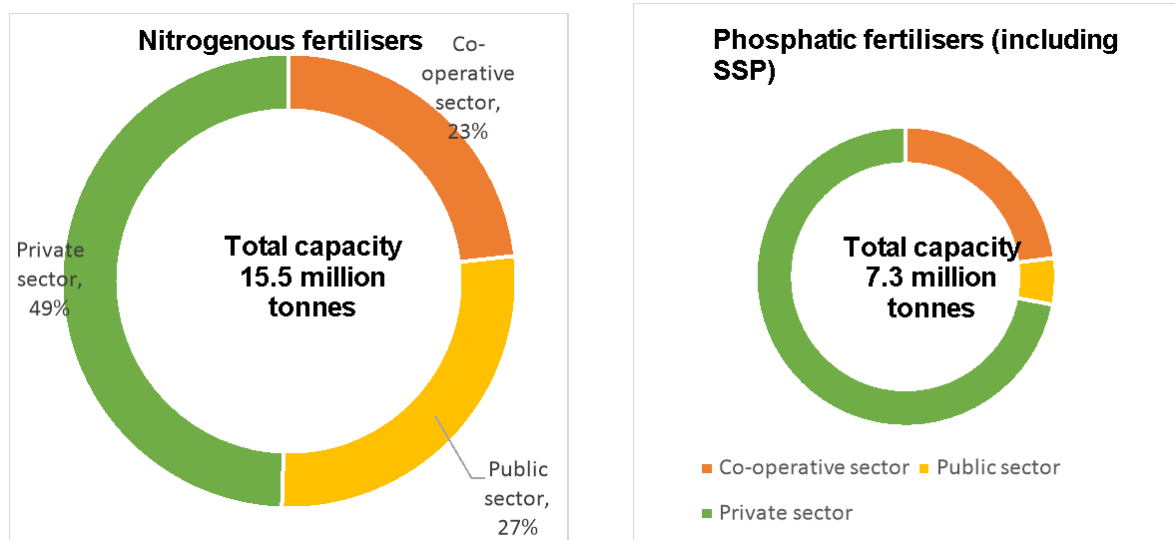 Nitrogenous fertilisers
Co-
operative
sector,
23%
Private
sector,
49%
Total capacity
15.5 million
tonnes
Public
sector,
27%
Phosphatic fertilisers (including
SSP)
Total capacity
7.3 million
tonnes
Co-operative sector
Public sector
Private sector